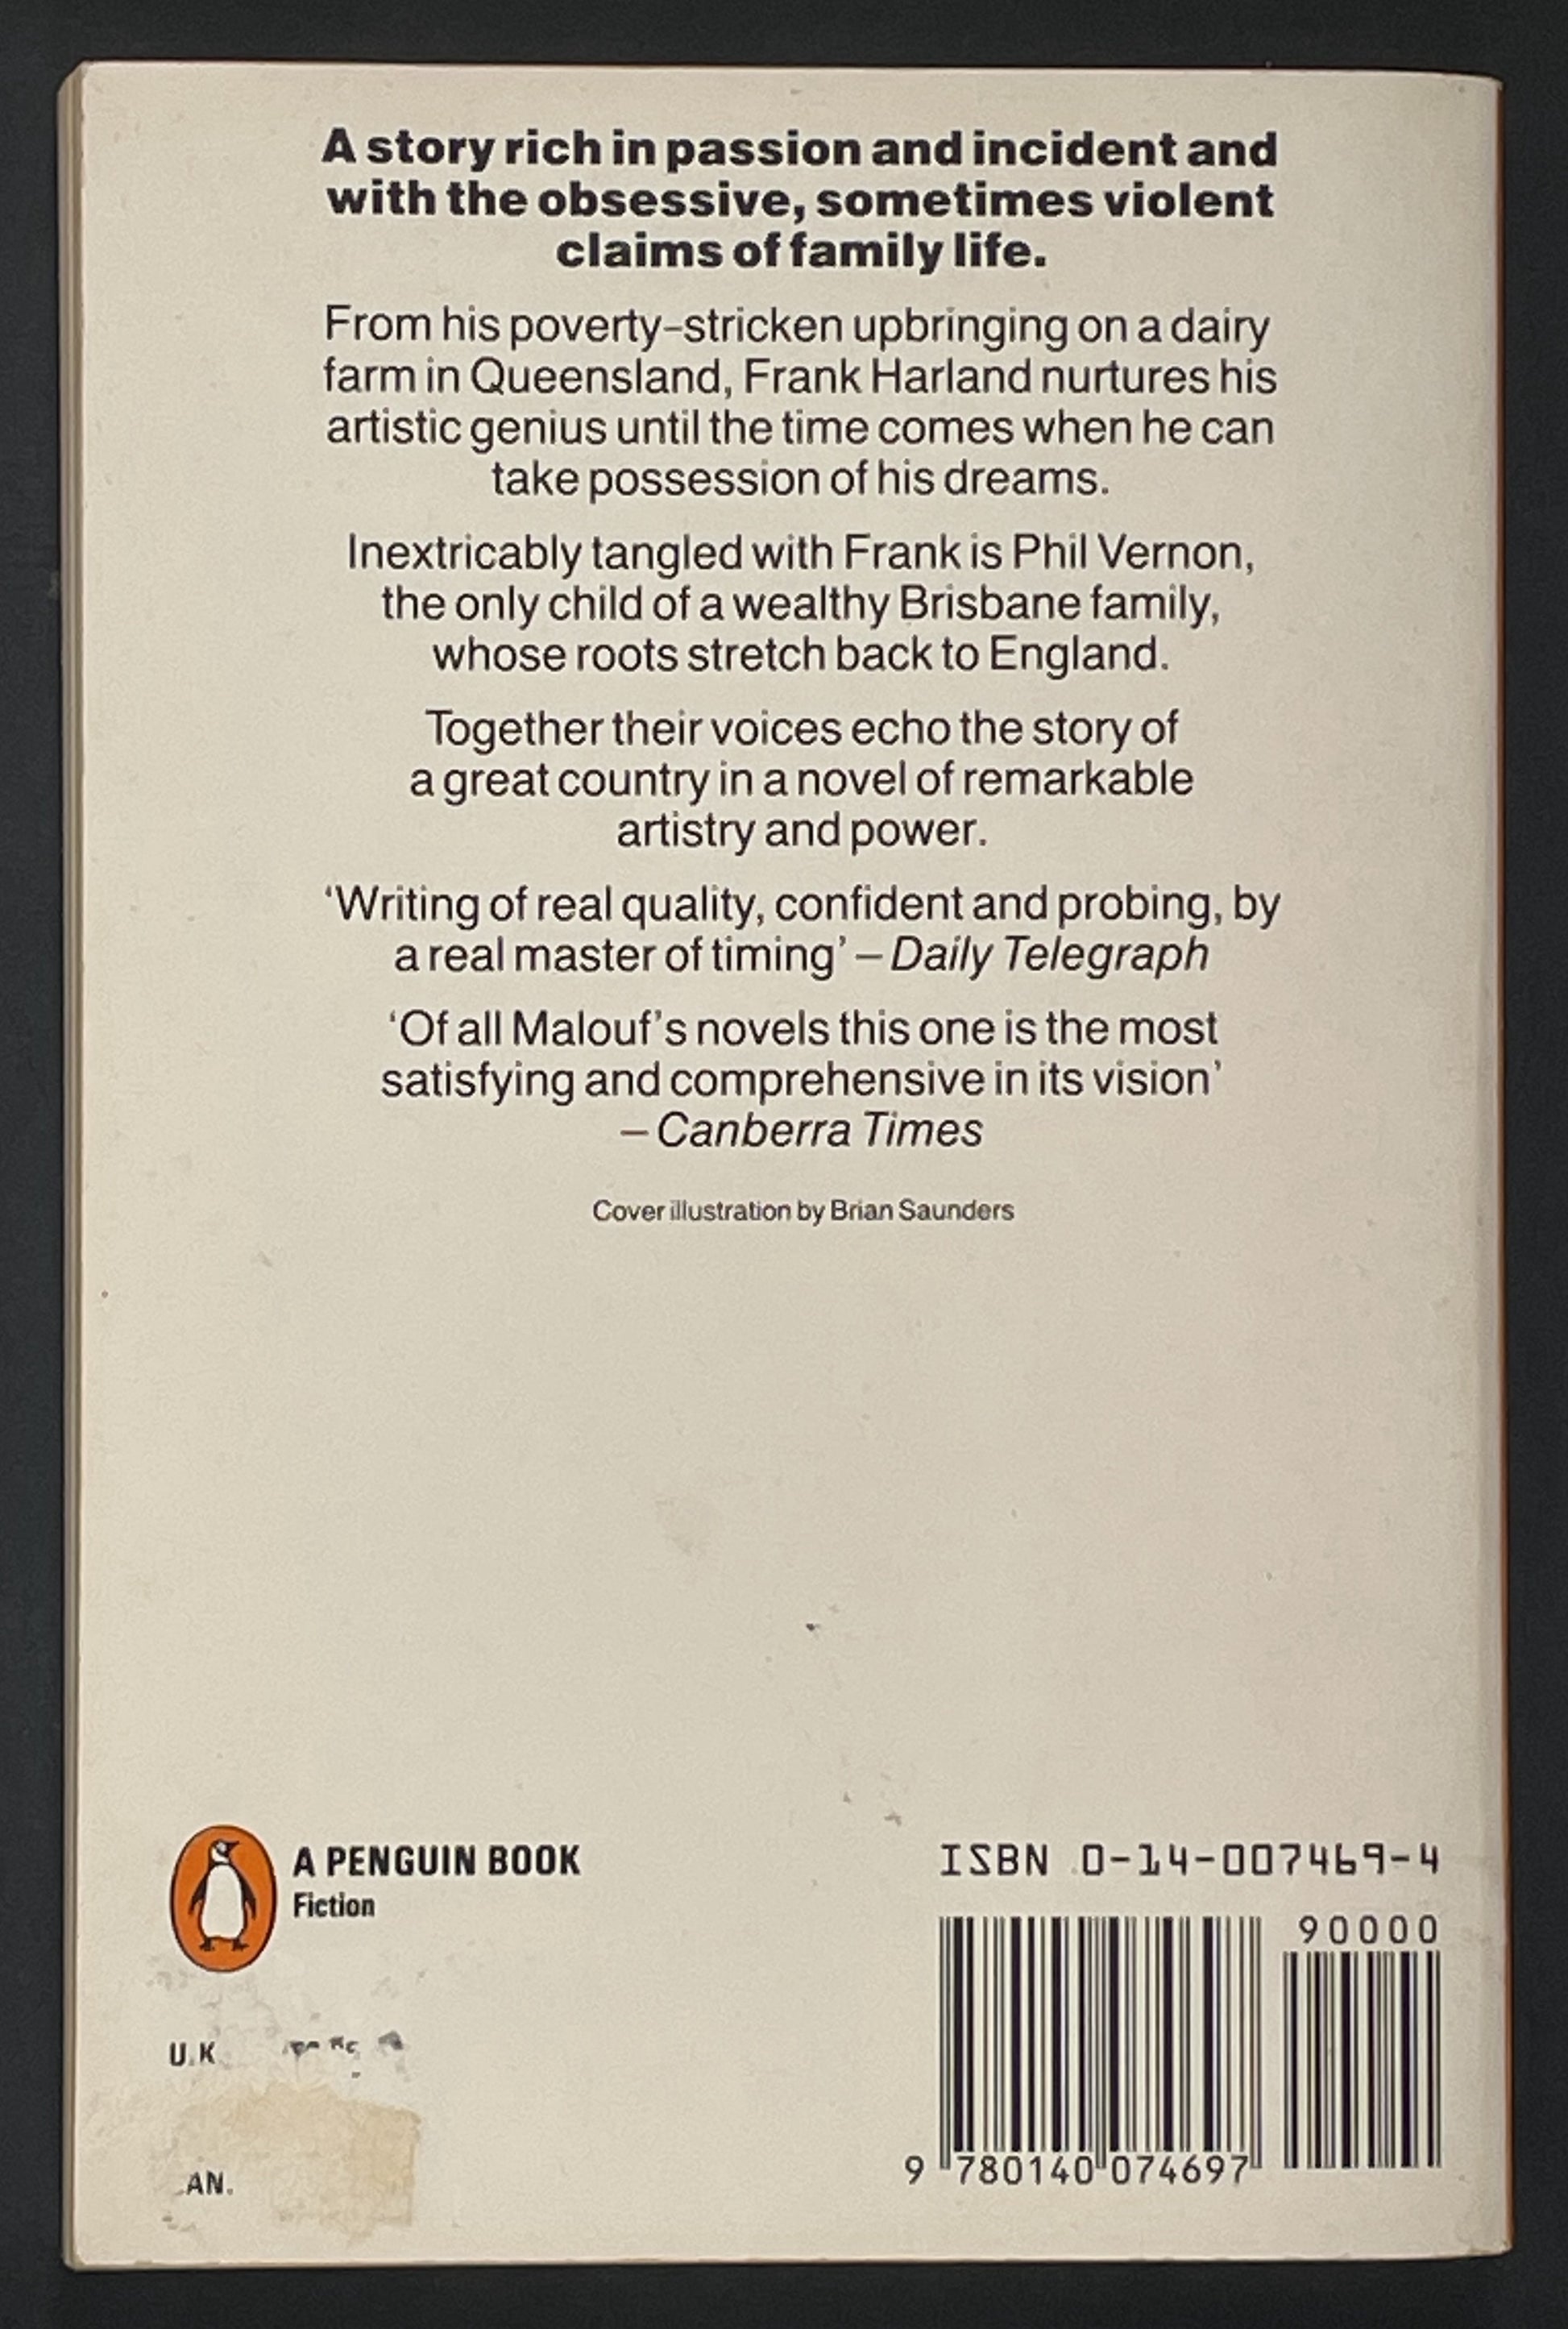 A story rich in passion and incident and
with the obsessive, sometimes violent
claims of family life.
From his poverty-stricken upbringing on a dairy
farm in Queensland, Frank Harland nurtures his
artistic genius until the time comes when he can
take possession of his dreams.
Inextricably tangled with Frank is Phil Vernon,
the only child of a wealthy Brisbane family,
whose roots stretch back to England.
Together their voices echo the story of
a great country in a novel of remarkable
artistry and power.
‘Writing of real quality, confident and probing, by
a real master of timing’ – Daily Telegraph
‘Of all Malouf’s novels this one is the most
satisfying and comprehensive in its vision’
– Canberra Times
Cover illustration by Brian Saunders
A PENGUIN BOOK
Fiction
U.K
AN.
ISBN 0-14-007469-4
90000
9 780140 074697